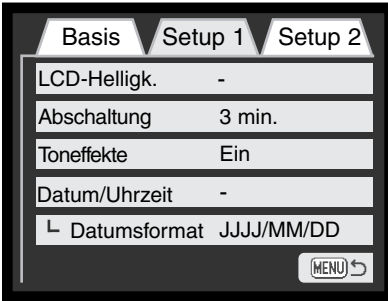 Basis Setup 1 Setup 2
LCD-Helligk. -
Abschaltung 3 min.
Toneffekte Ein
Datum/Uhrzeit -
└ Datumsformat JJJJ/MM/DD
MENU